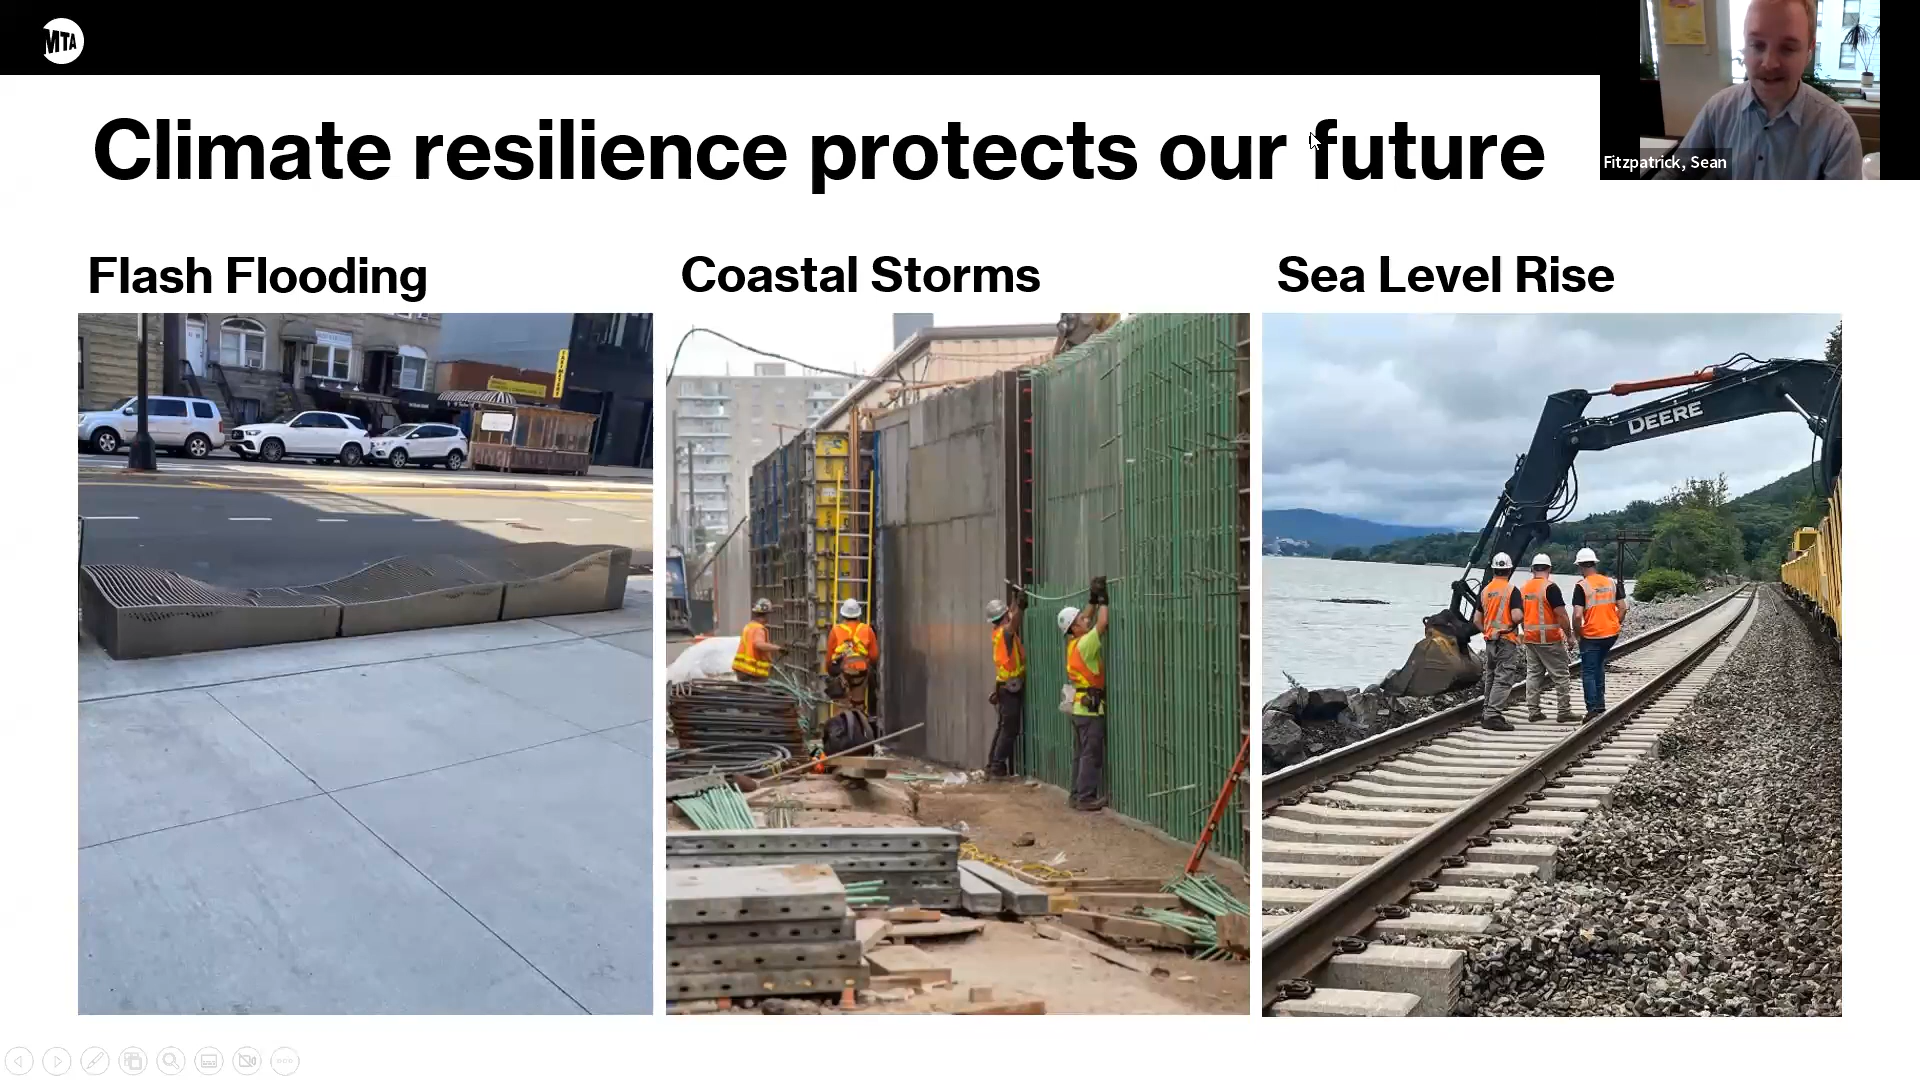 MTA
Climate resilience protects our future
Fitzpatrick, Sean
Flash Flooding
Coastal Storms
Sea Level Rise
DEERE